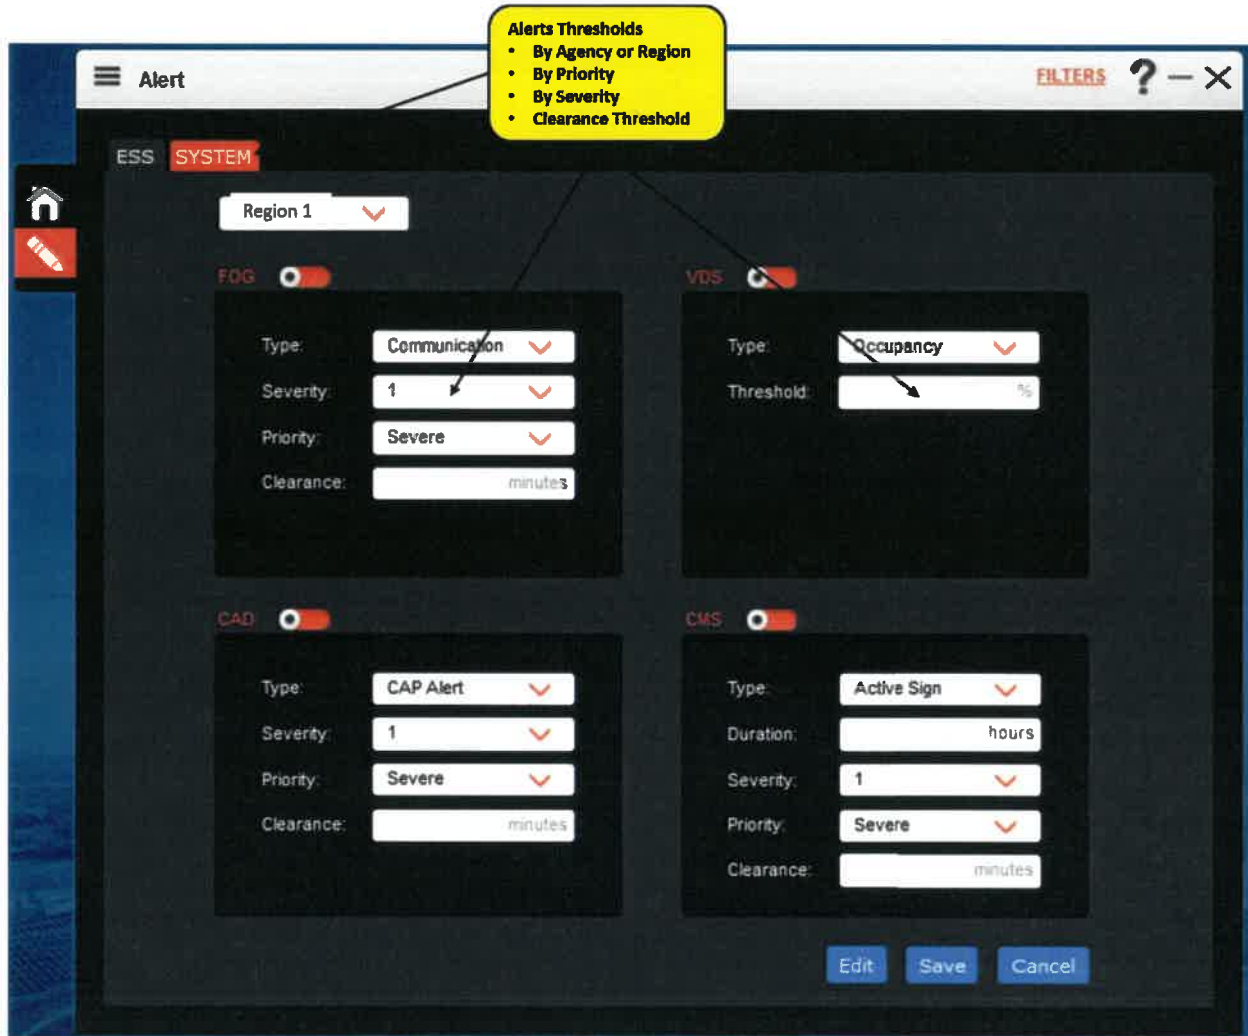 Alerts Thresholds
• By Agency or Region
• By Priority
• By Severity
• Clearance Threshold
Alert
FILTERS ? — X
ESS SYSTEM
Region 1
FOG
Type: Communication
Severity: 1
Priority: Severe
Clearance: minutes
VDS
Type: Occupancy
Threshold: %
CAD
Type: CAP Alert
Severity: 1
Priority: Severe
Clearance: minutes
CMS
Type: Active Sign
Duration: hours
Severity: 1
Priority: Severe
Clearance: minutes
Edit Save Cancel